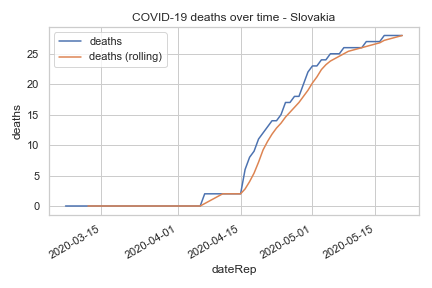 COVID-19 deaths over time - Slovakia
deaths
deaths (rolling)
deaths
25
20
15
10
5
0
2020-03-15
2020-04-01
2020-04-15
2020-05-01
2020-05-15
dateRep